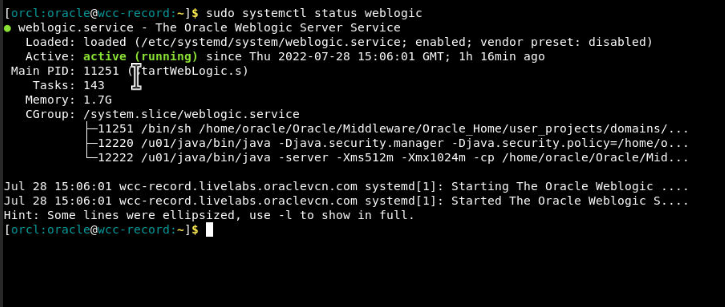 [orcl:oracle@wcc-record:~]$ sudo systemctl status weblogic
● weblogic.service - The Oracle Weblogic Server Service
   Loaded: loaded (/etc/systemd/system/weblogic.service; enabled; vendor preset: disabled)
   Active: active (running) since Thu 2022-07-28 15:06:01 GMT; 1h 16min ago
 Main PID: 11251 (startWebLogic.s)
    Tasks: 143
   Memory: 1.7G
   CGroup: /system.slice/weblogic.service
           ├─11251 /bin/sh /home/oracle/Oracle/Middleware/Oracle_Home/user_projects/domains/...
           ├─12220 /u01/java/bin/java -Djava.security.manager -Djava.security.policy=/home/o...
           └─12222 /u01/java/bin/java -server -Xms512m -Xmx1024m -cp /home/oracle/Oracle/Mid...
Jul 28 15:06:01 wcc-record.livelabs.oraclevcn.com systemd[1]: Starting The Oracle Weblogic ....
Jul 28 15:06:01 wcc-record.livelabs.oraclevcn.com systemd[1]: Started The Oracle Weblogic S....
Hint: Some lines were ellipsized, use -l to show in full.
[orcl:oracle@wcc-record:~]$